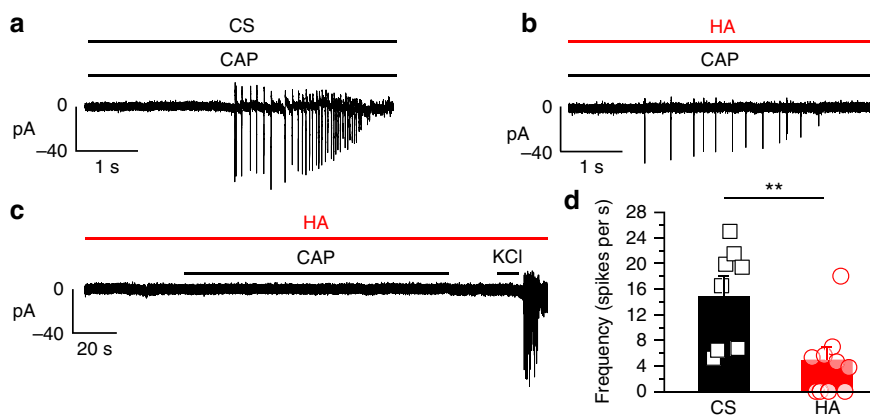 a
CS
CAP
0
pA
−40
1 s
b
HA
CAP
0
pA
−40
1 s
c
HA
CAP
KCl
0
pA
−40
20 s
d
**
Frequency (spikes per s)
28
24
20
16
12
8
4
0
CS
HA